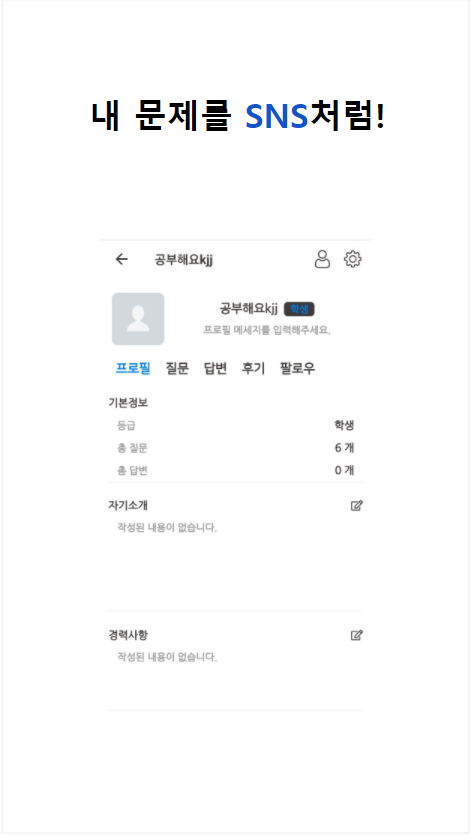 내 문제를 SNS처럼!
공부해요kjj
공부해요kjj 학생
프로필 메세지를 입력해주세요.
프로필 질문 답변 후기 팔로우
기본정보
등급 학생
총 질문 6 개
총 답변 0 개
자기소개
작성된 내용이 없습니다.
경력사항
작성된 내용이 없습니다.